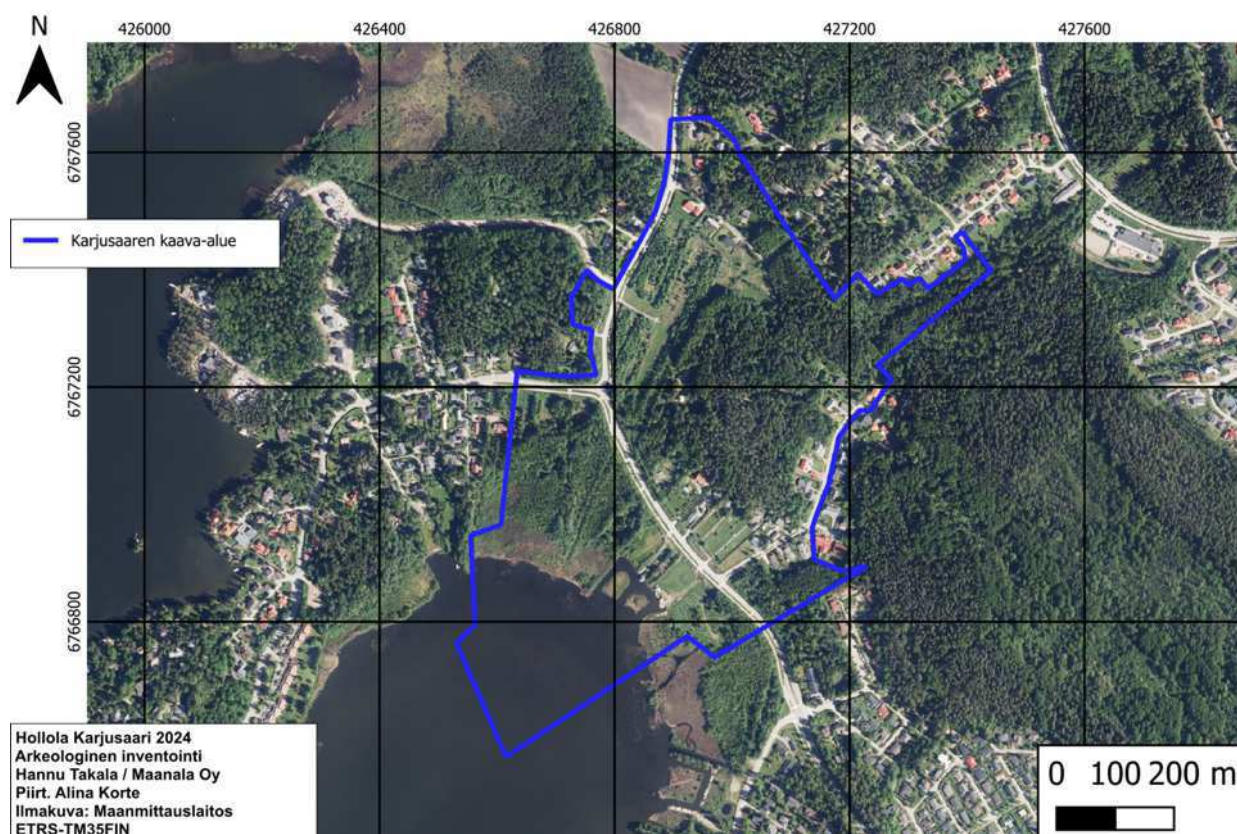 N
426000 426400 426800 427200 427600
6767600
6767200
6766800
Karjusaaren kaava-alue
Hollola Karjusaari 2024
Arkeologinen inventointi
Hannu Takala / Maanala Oy
Piirt. Alina Korte
Ilmakuva: Maanmittauslaitos
ETRS-TM35FIN
0 100 200 m